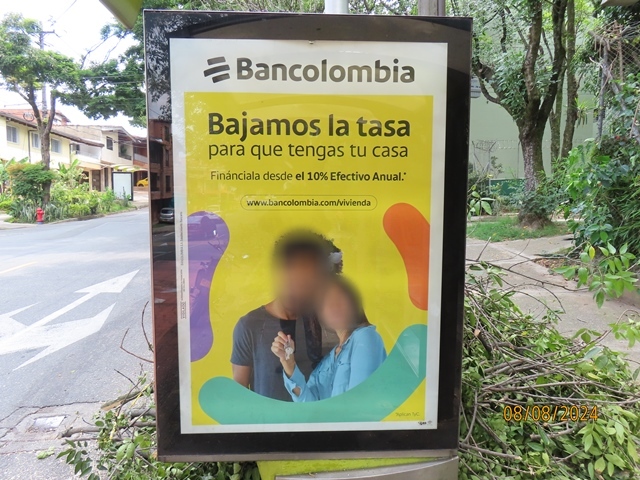 Bancolombia
Bajamos la tasa
para que tengas tu casa
Fináncíala desde el 10% Efectivo Anual.*
www.bancolombia.com/vivienda
08/08/2024